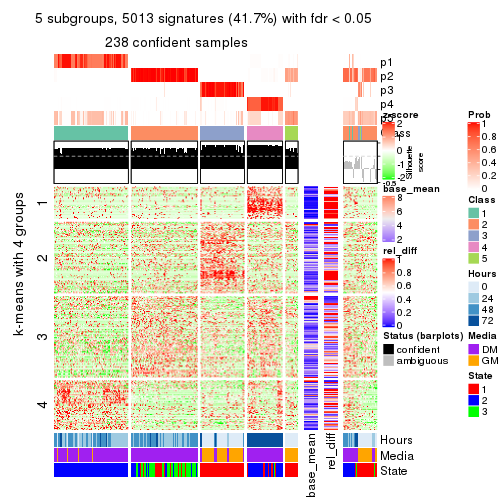 5 subgroups, 5013 signatures (41.7%) with fdr < 0.05
238 confident samples
p1
p2
p3
p4
Class
Silhouette
score
k-means with 4 groups
1
2
3
4
Hours
Media
State
base_mean
rel_diff
z-score
2
1
0
-1
-2
base_mean
8
6
4
2
rel_diff
1
0.8
0.6
0.4
0.2
0
Status (barplots)
confident
ambiguous
Prob
1
0.8
0.6
0.4
0.2
0
Class
1
2
3
4
5
Hours
0
24
48
72
Media
DM
GM
State
1
2
3